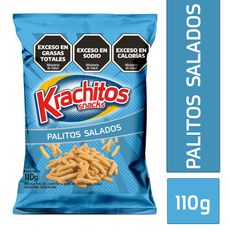 EXCESO EN
GRASAS
TOTALES
Ministerio
de Salud
EXCESO EN
SODIO
Ministerio
de Salud
EXCESO EN
CALORÍAS
Ministerio
de Salud
Krachitos
snacks
PALITOS SALADOS
110g
PALITOS SALADOS
110g